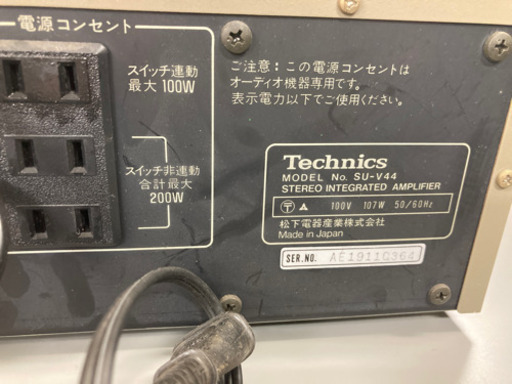 電源コンセント
スイッチ連動
最大 100W
スイッチ非連動
合計最大
200W
ご注意：この電源コンセントは
オーディオ機器専用です。
表示電力以下でご使用ください。
Technics
MODEL No. SU-V44
STEREO INTEGRATED AMPLIFIER
100V 107W 50/60Hz
松下電器産業株式会社
Made in Japan
SER.NO. AE1911C364